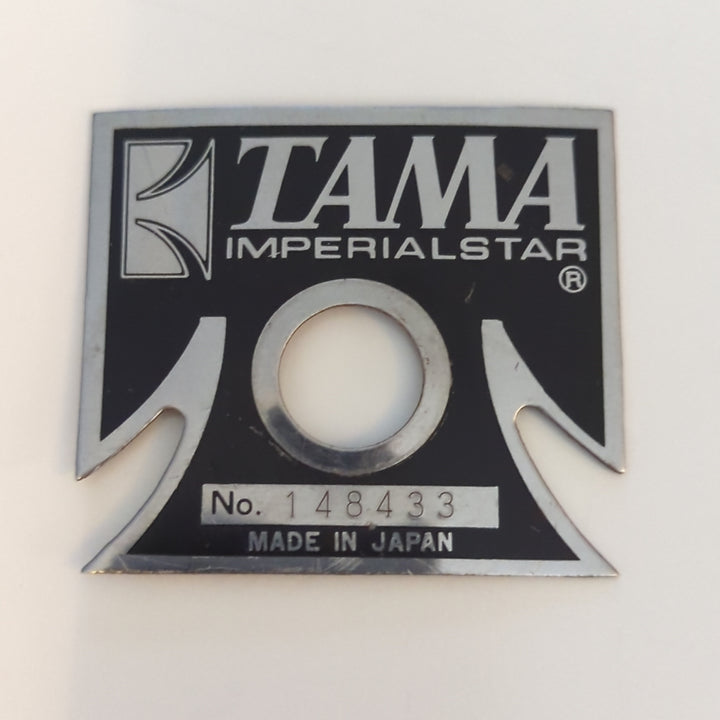 TAMA
IMPERIALSTAR
®
No. 148433
MADE IN JAPAN